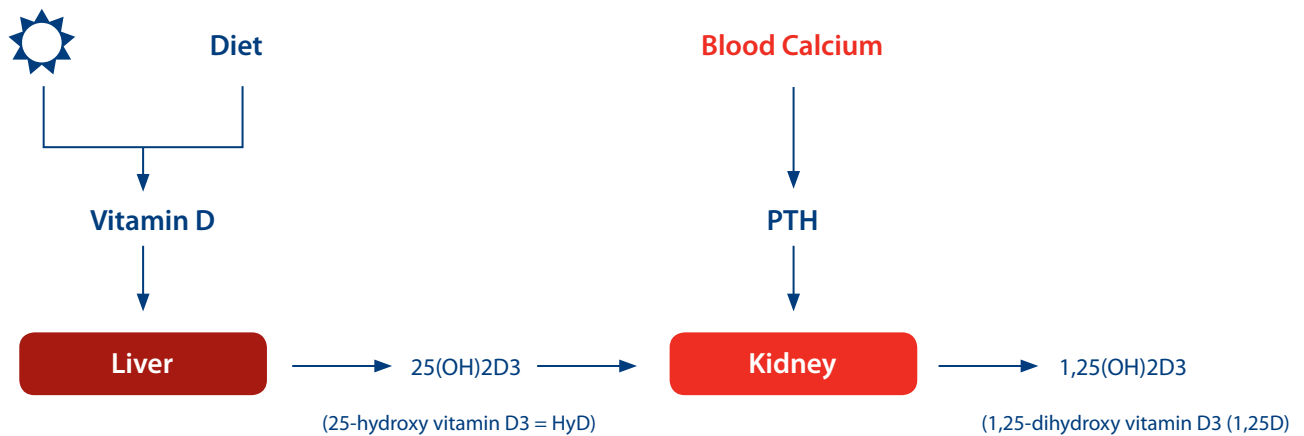 Diet
Blood Calcium
Vitamin D
PTH
Liver
25(OH)2D3
Kidney
1,25(OH)2D3
(25-hydroxy vitamin D3 = HyD)
(1,25-dihydroxy vitamin D3 (1,25D)